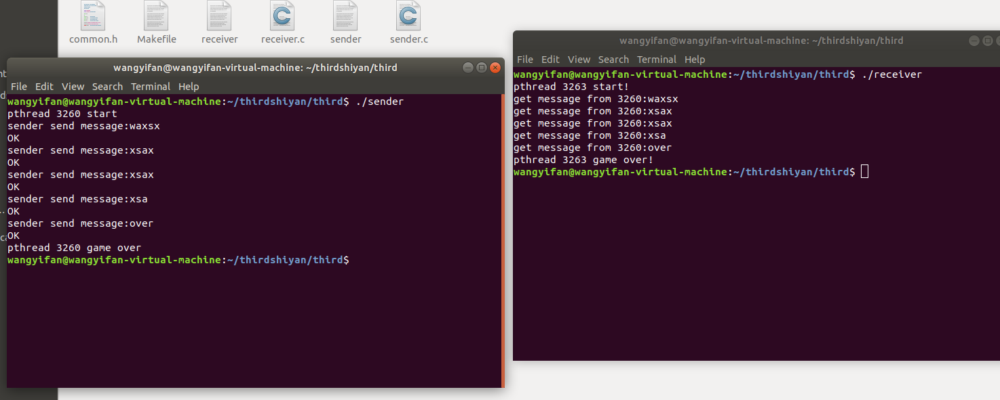 common.h Makefile receiver receiver.c sender sender.c
wangyifan@wangyifan-virtual-machine: ~/thirdshiyan/third
File Edit View Search Terminal Help
wangyifan@wangyifan-virtual-machine:~/thirdshiyan/third$ ./sender
pthread 3260 start
sender send message:waxsx
OK
sender send message:xsax
OK
sender send message:xsax
OK
sender send message:xsa
OK
sender send message:over
OK
pthread 3260 game over
wangyifan@wangyifan-virtual-machine:~/thirdshiyan/third$
wangyifan@wangyifan-virtual-machine: ~/thirdshiyan/third
File Edit View Search Terminal Help
wangyifan@wangyifan-virtual-machine:~/thirdshiyan/third$ ./receiver
pthread 3263 start!
get message from 3260:waxsx
get message from 3260:xsax
get message from 3260:xsax
get message from 3260:xsa
get message from 3260:over
pthread 3263 game over!
wangyifan@wangyifan-virtual-machine:~/thirdshiyan/third$